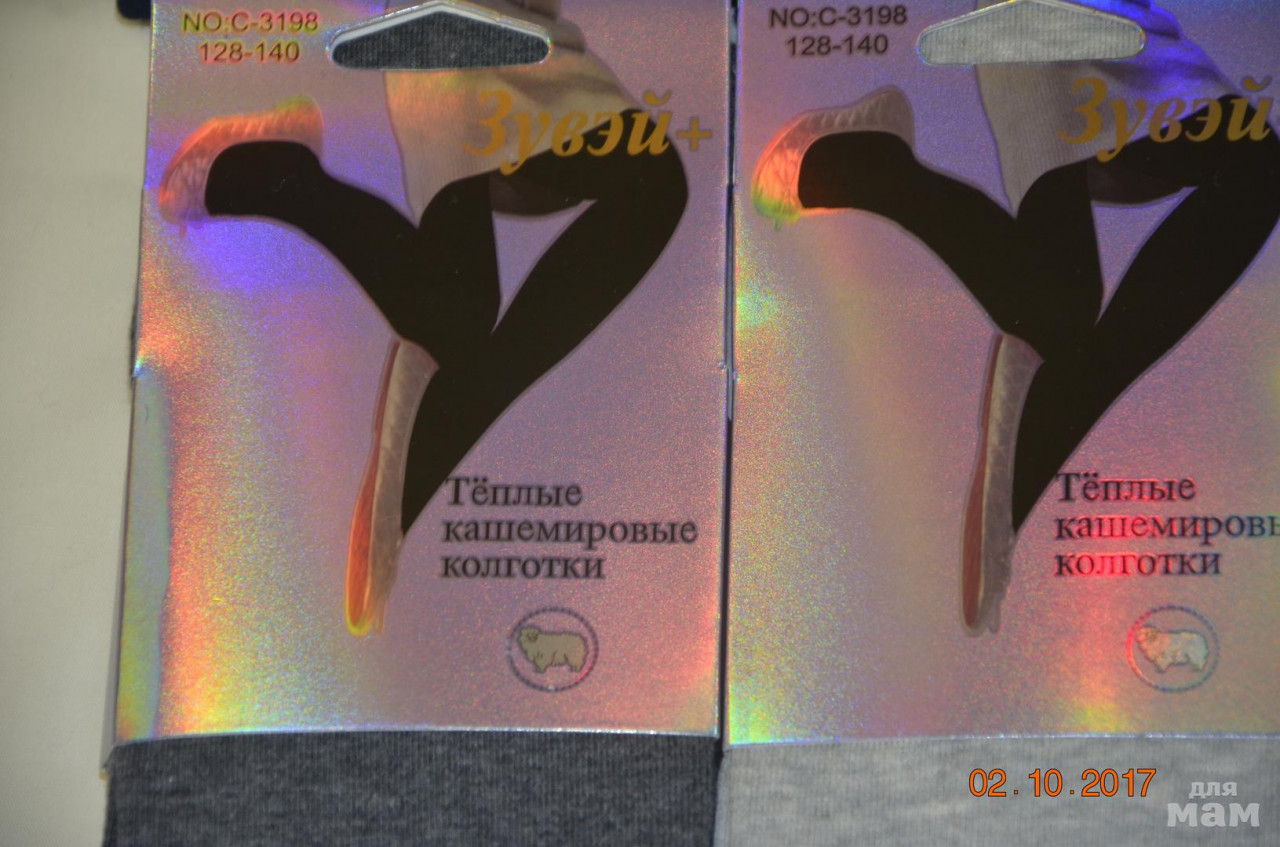 NO:C-3198
128-140
Зувэй+
Тёплые
кашемировые
колготки
NO:C-3198
128-140
Зувэй
Тёплые
кашемировы
колготки
02.10.2017
для
мам